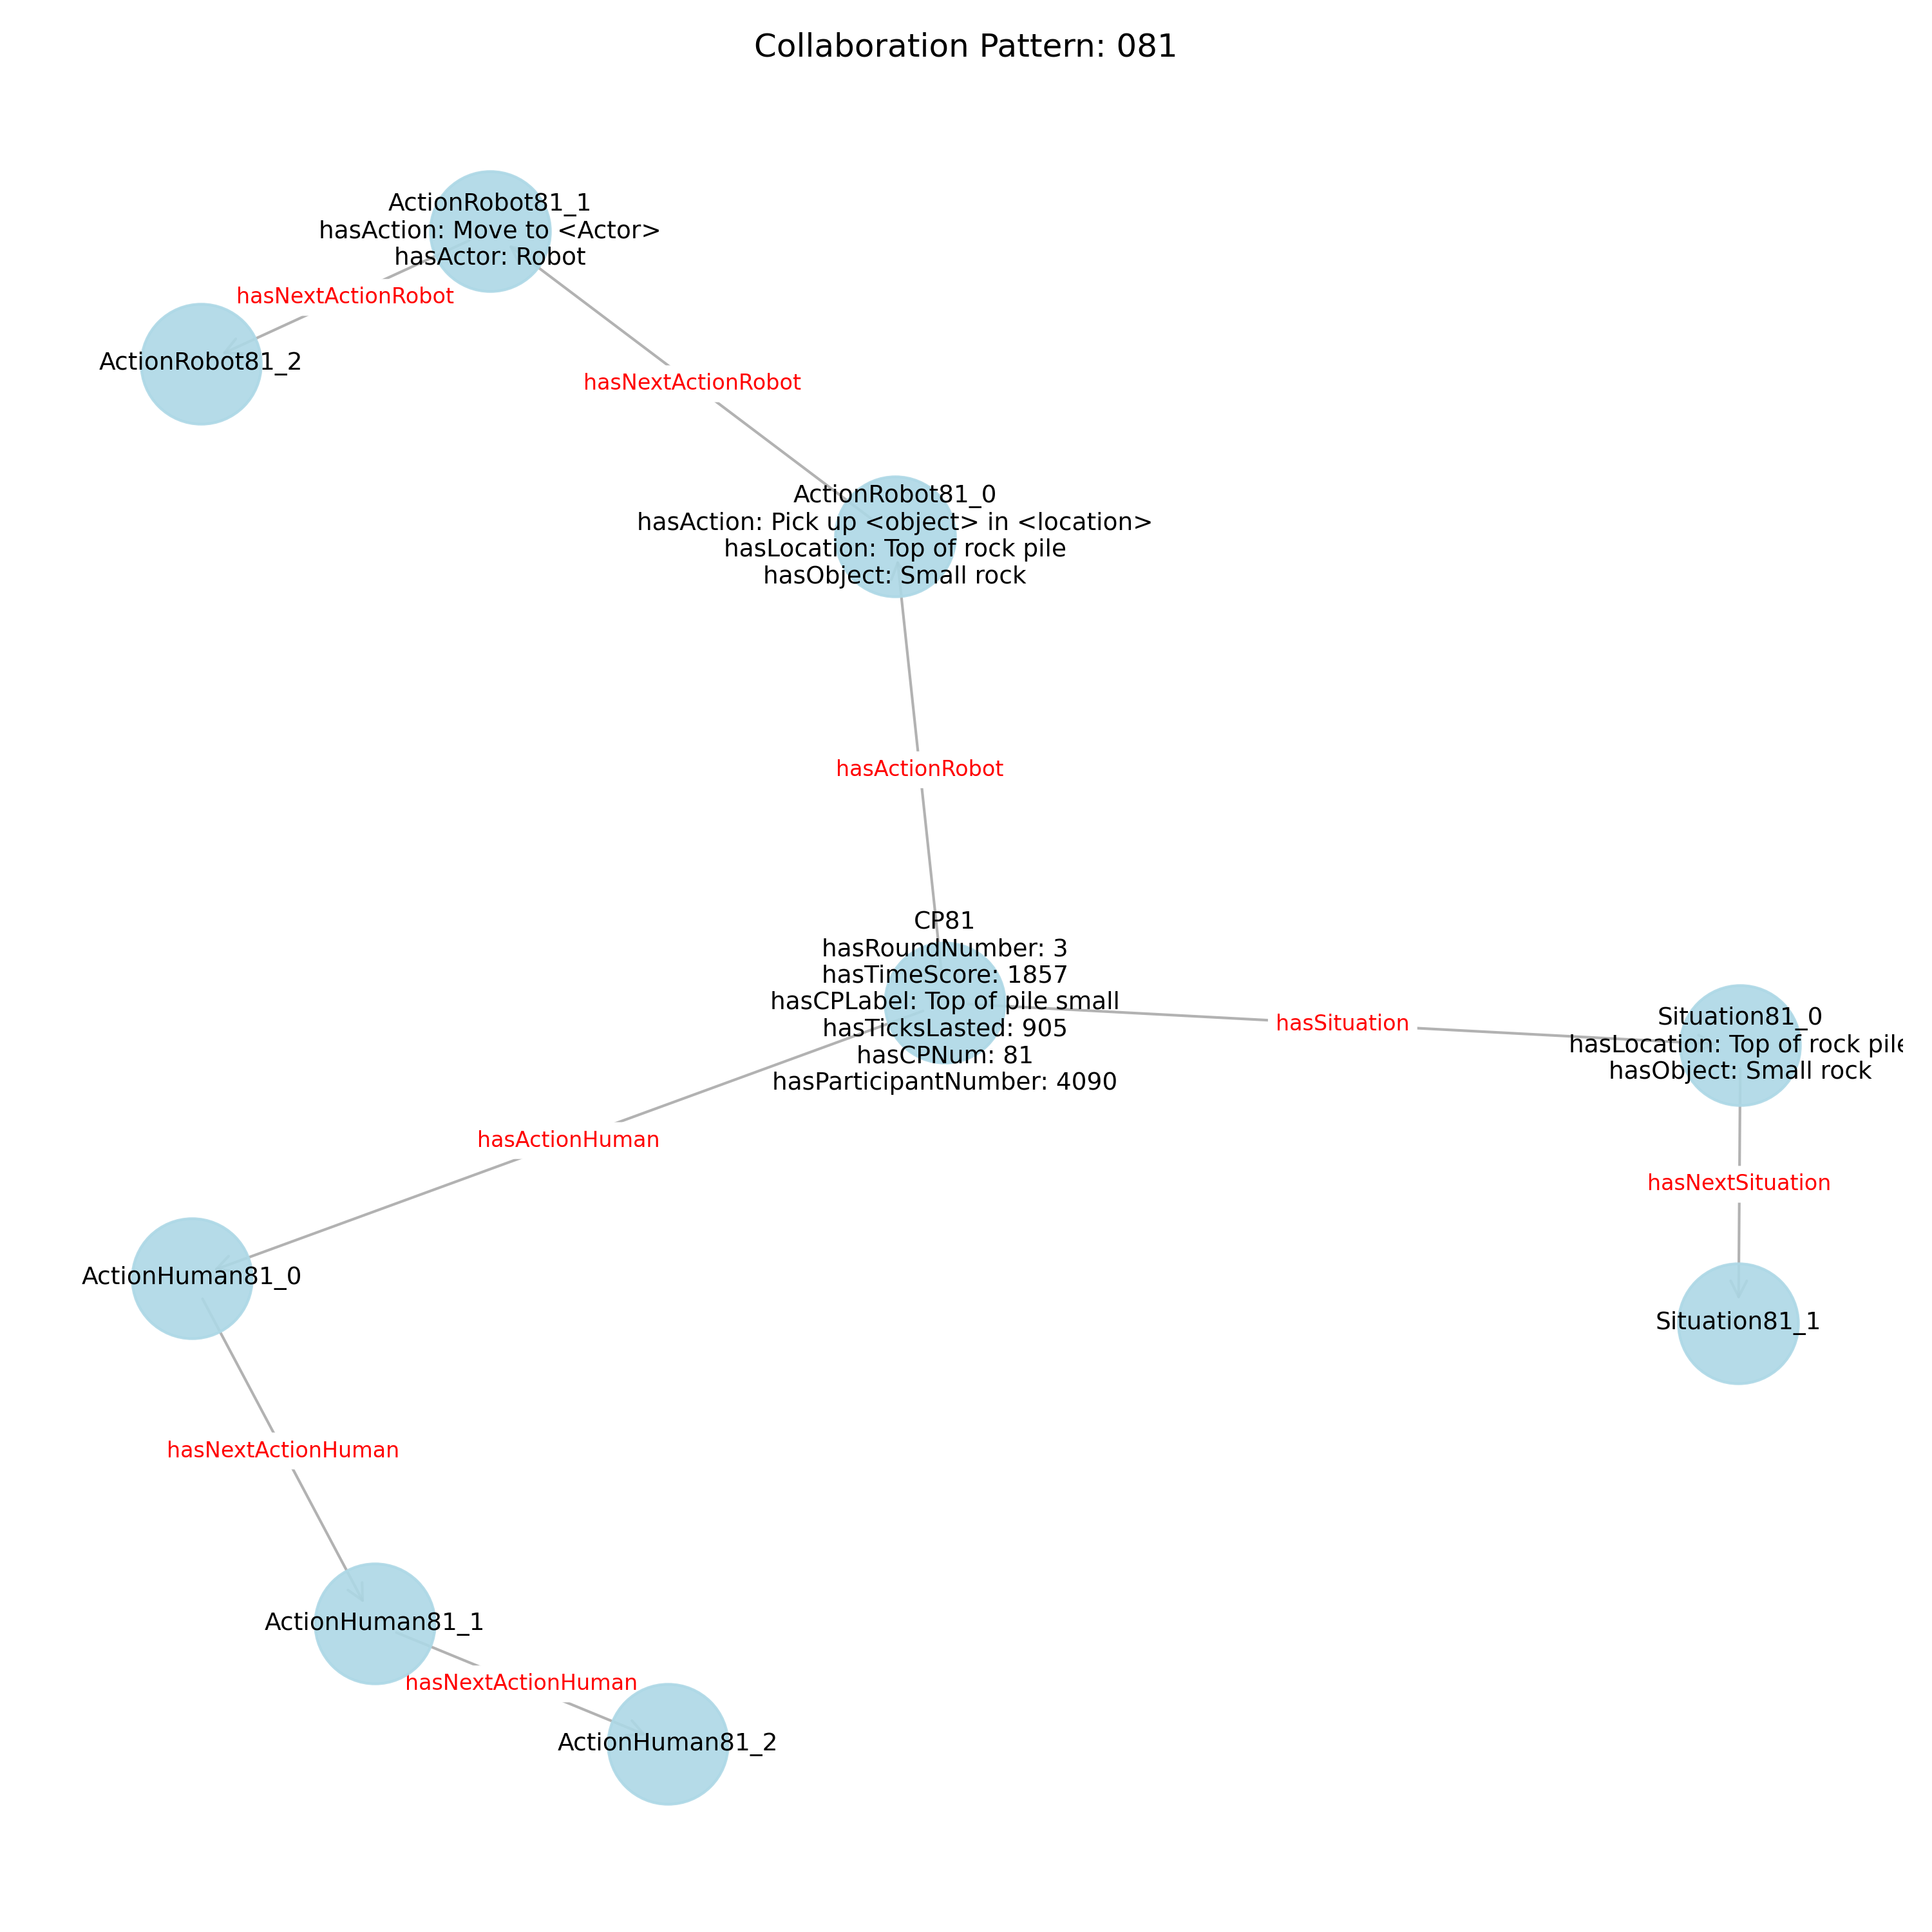 Collaboration Pattern: 081
ActionRobot81_1
hasAction: Move to <Actor>
hasActor: Robot
hasNextActionRobot
ActionRobot81_2
hasNextActionRobot
ActionRobot81_0
hasAction: Pick up <object> in <location>
hasLocation: Top of rock pile
hasObject: Small rock
hasActionRobot
CP81
hasRoundNumber: 3
hasTimeScore: 1857
hasCPLabel: Top of pile small
hasTicksLasted: 905
hasCPNum: 81
hasParticipantNumber: 4090
hasSituation
Situation81_0
hasLocation: Top of rock pile
hasObject: Small rock
hasActionHuman
hasNextSituation
ActionHuman81_0
Situation81_1
hasNextActionHuman
ActionHuman81_1
hasNextActionHuman
ActionHuman81_2